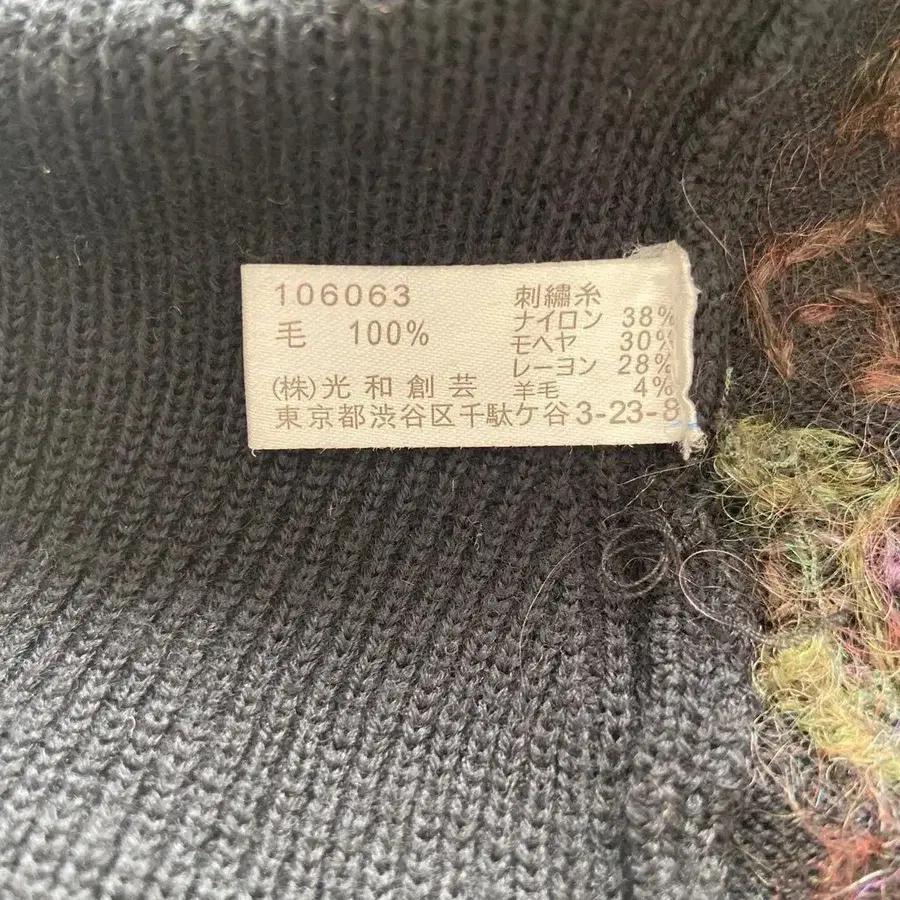 106063
毛 100%
刺繡糸
ナイロン 38%
モヘヤ 30%
レーヨン 28%
羊毛 4%
(株)光和創芸
東京都渋谷区千駄ケ谷3-23-8